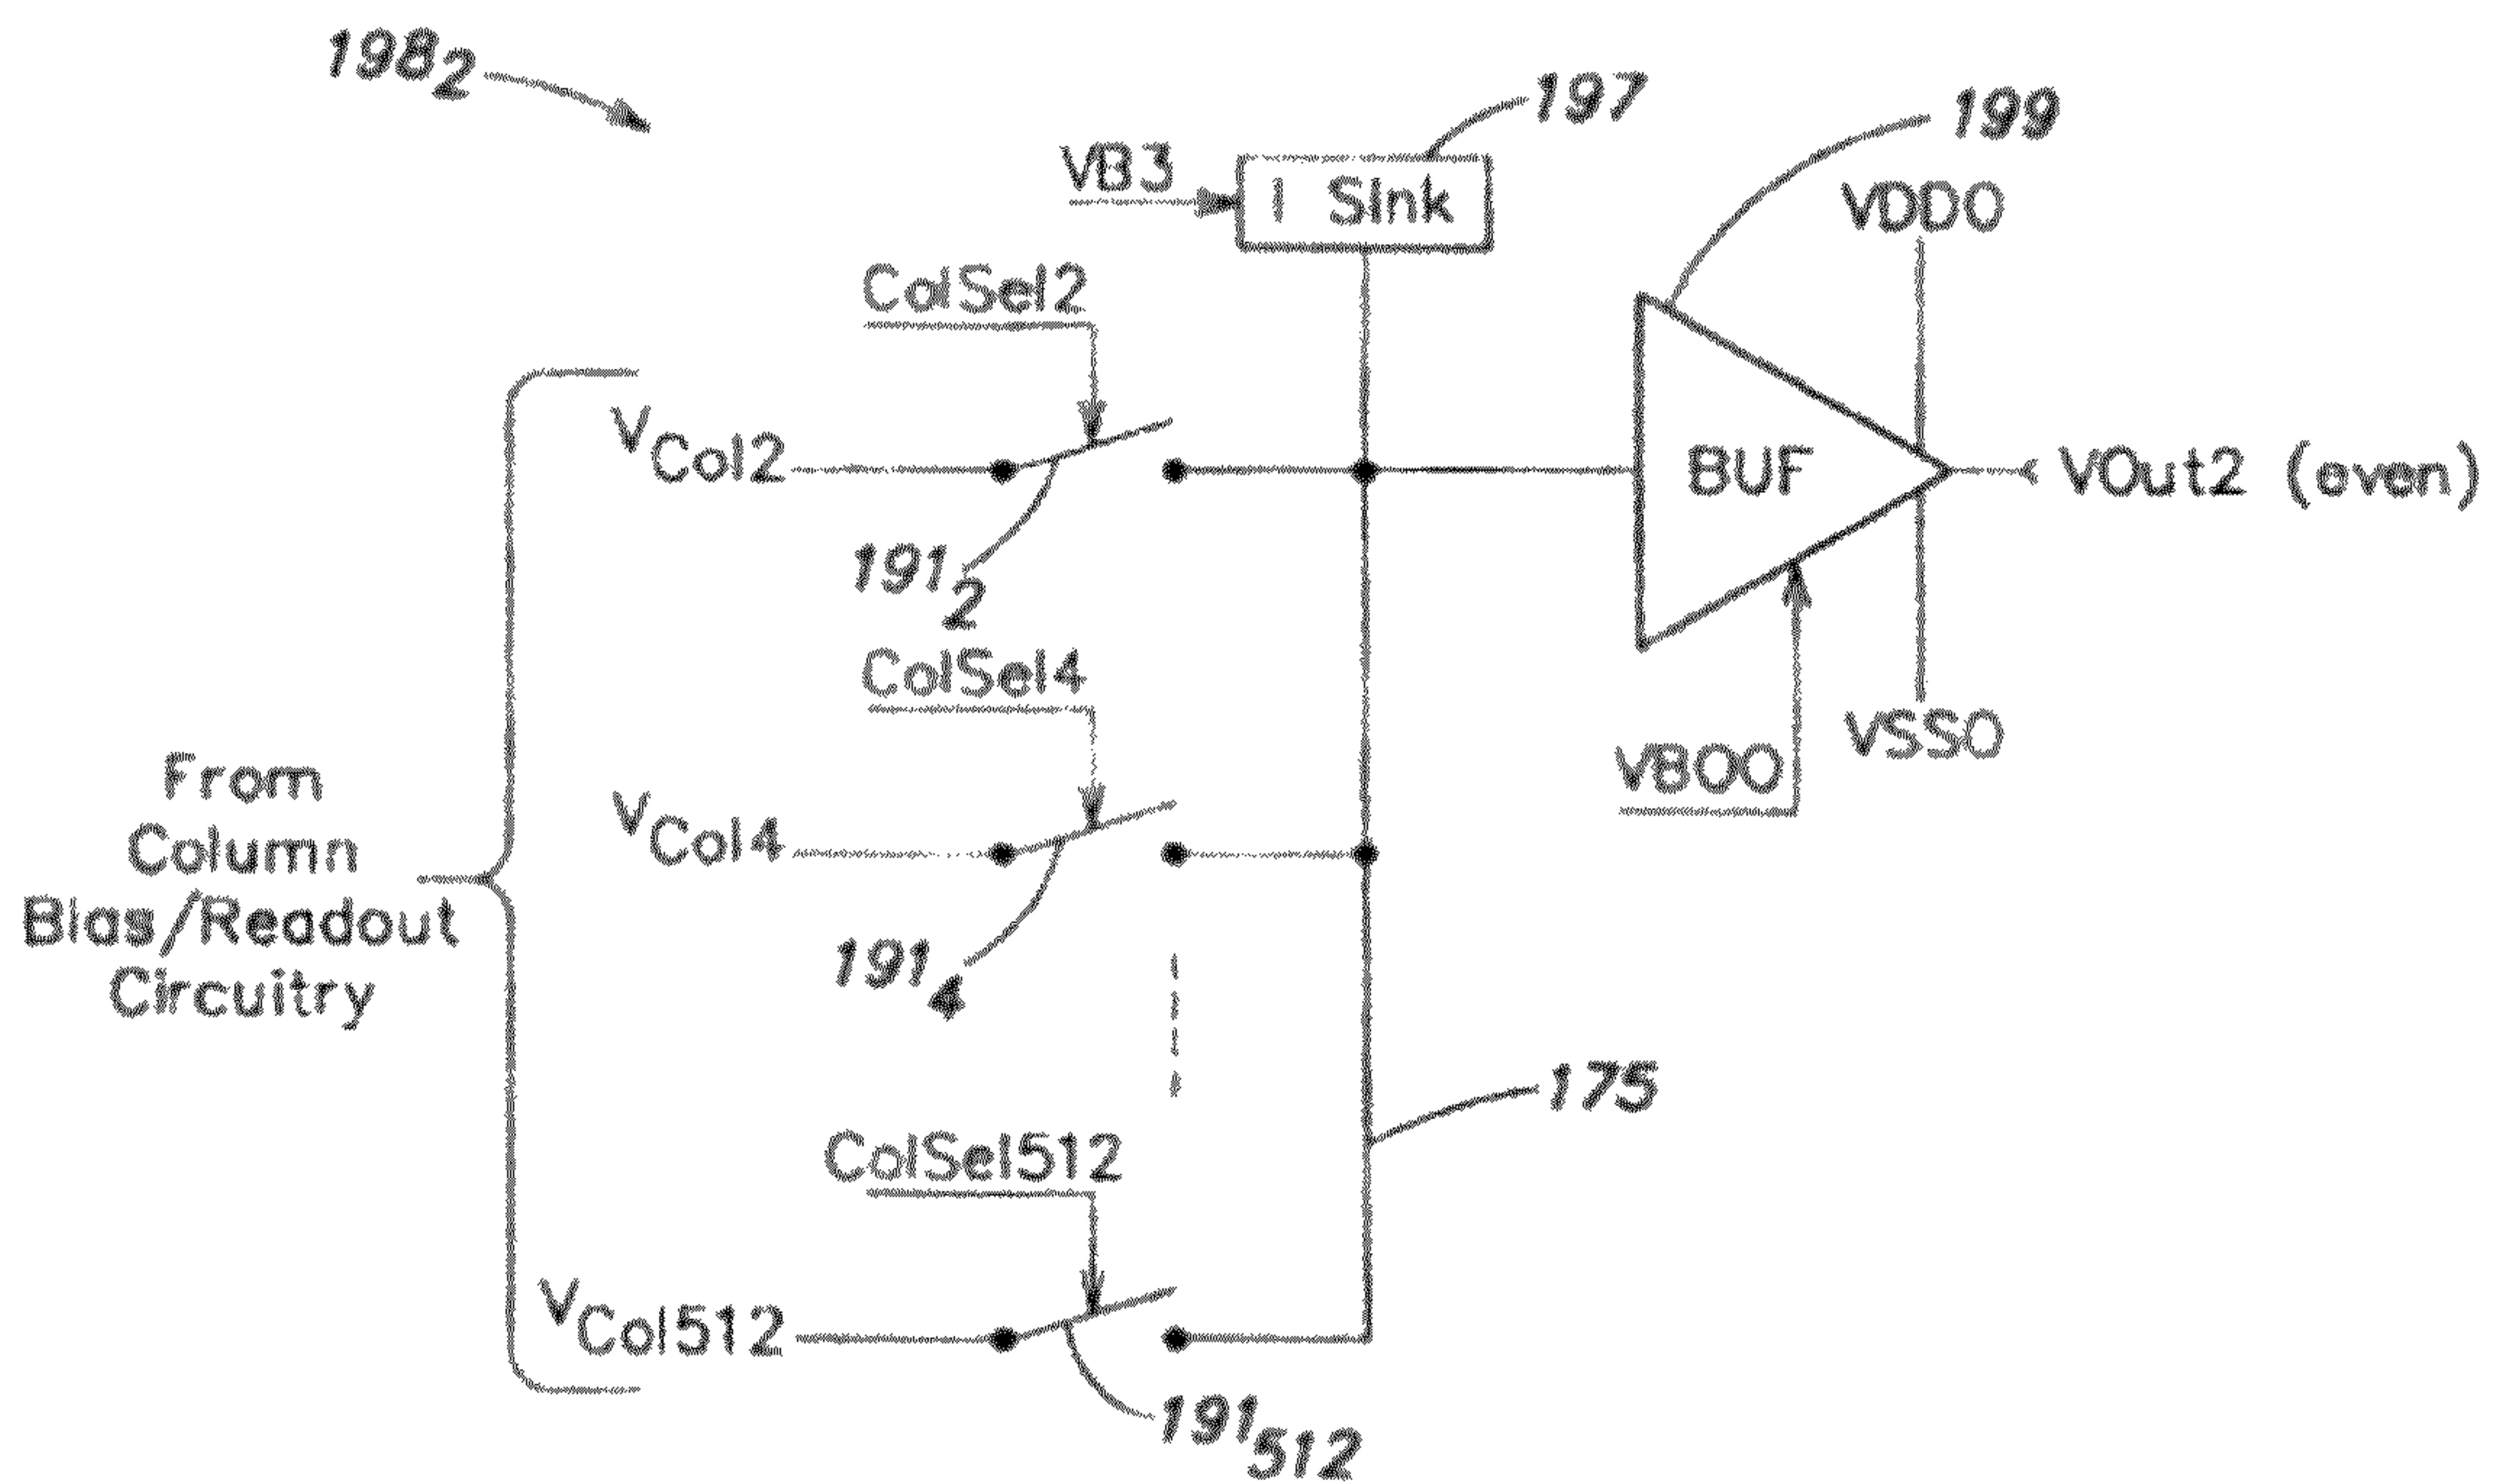 198₂
197
199
VB3
I Sink
VDDO
ColSel2
V_Col2
BUF
VOut2 (even)
191₂
ColSel4
VSSO
VBOO
V_Col4
From
Column
Bias/Readout
Circuitry
191₄
175
ColSel512
V_Col512
191₅₁₂